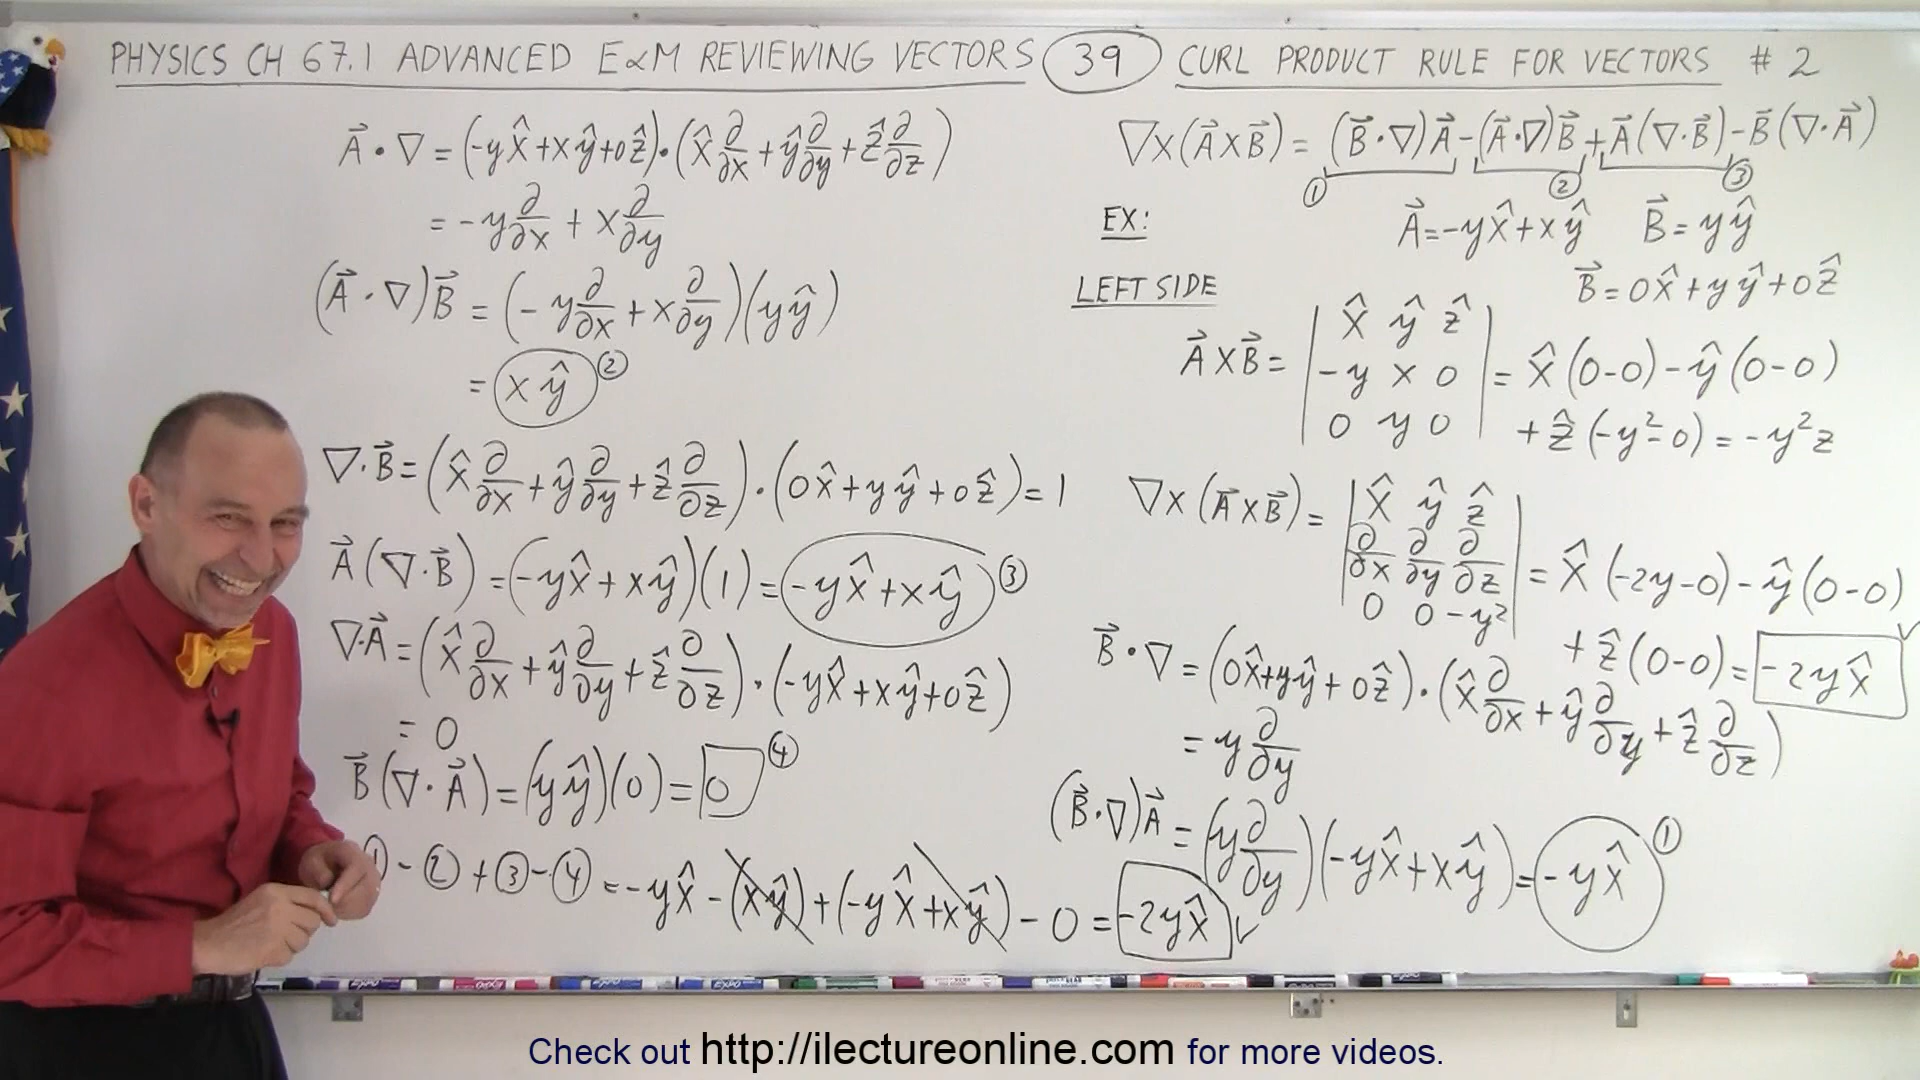 PHYSICS CH 67.1 ADVANCED E&M REVIEWING VECTORS 39 CURL PRODUCT RULE FOR VECTORS # 2
A⃗ • ∇ = (-yx̂ + xŷ + 0ẑ) • (x̂ ∂/∂x + ŷ ∂/∂y + ẑ ∂/∂z)
= -y ∂/∂x + x ∂/∂y
(A⃗ • ∇)B⃗ = (-y ∂/∂x + x ∂/∂y)(yŷ)
= xŷ ②
∇ • B⃗ = (x̂ ∂/∂x + ŷ ∂/∂y + ẑ ∂/∂z) • (0x̂ + yŷ + 0ẑ) = 1
A⃗(∇ • B⃗) = (-yx̂ + xŷ)(1) = -yx̂ + xŷ ③
∇ • A⃗ = (x̂ ∂/∂x + ŷ ∂/∂y + ẑ ∂/∂z) • (-yx̂ + xŷ + 0ẑ)
= 0
B⃗(∇ • A⃗) = (yŷ)(0) = 0 ④
① - ② + ③ - ④ = -yx̂ - (xŷ) + (-yx̂ + xŷ) - 0 = -2yx̂ ✓
∇ × (A⃗ × B⃗) = (B⃗ • ∇)A⃗ - (A⃗ • ∇)B⃗ + A⃗(∇ • B⃗) - B⃗(∇ • A⃗)
① ② ③
EX: A⃗ = -yx̂ + xŷ B⃗ = yŷ
LEFT SIDE B⃗ = 0x̂ + yŷ + 0ẑ
x̂ ŷ ẑ
A⃗ × B⃗ = | -y x 0 | = x̂(0-0) - ŷ(0-0)
0 y 0 + ẑ(-y² - 0) = -y²z
x̂ ŷ ẑ
∇ × (A⃗ × B⃗) = | ∂/∂x ∂/∂y ∂/∂z | = x̂(-2y-0) - ŷ(0-0)
0 0 -y²
+ ẑ(0-0) = -2yx̂ ✓
B⃗ • ∇ = (0x̂ + yŷ + 0ẑ) • (x̂ ∂/∂x + ŷ ∂/∂y + ẑ ∂/∂z)
= y ∂/∂y
(B⃗ • ∇)A⃗ = (y ∂/∂y)(-yx̂ + xŷ) = -yx̂ ①
Check out http://ilectureonline.com for more videos.